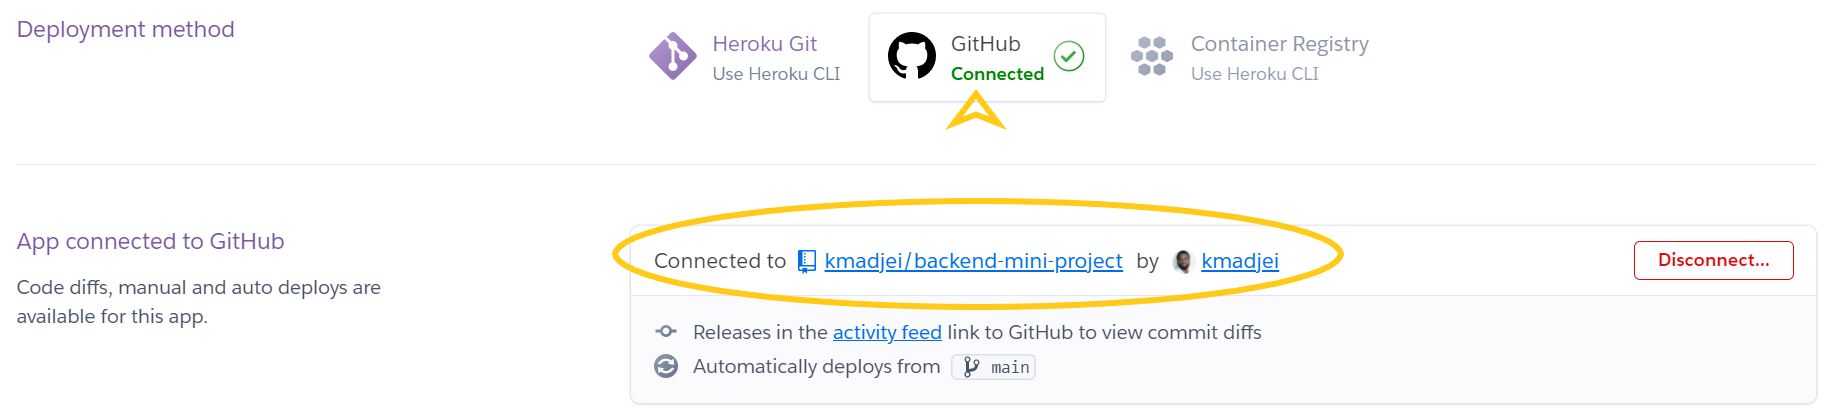 Deployment method
Heroku Git
Use Heroku CLI
GitHub
Connected
Container Registry
Use Heroku CLI
App connected to GitHub
Code diffs, manual and auto deploys are
available for this app.
Connected to kmadjei/backend-mini-project by kmadjei
Disconnect...
Releases in the activity feed link to GitHub to view commit diffs
Automatically deploys from main